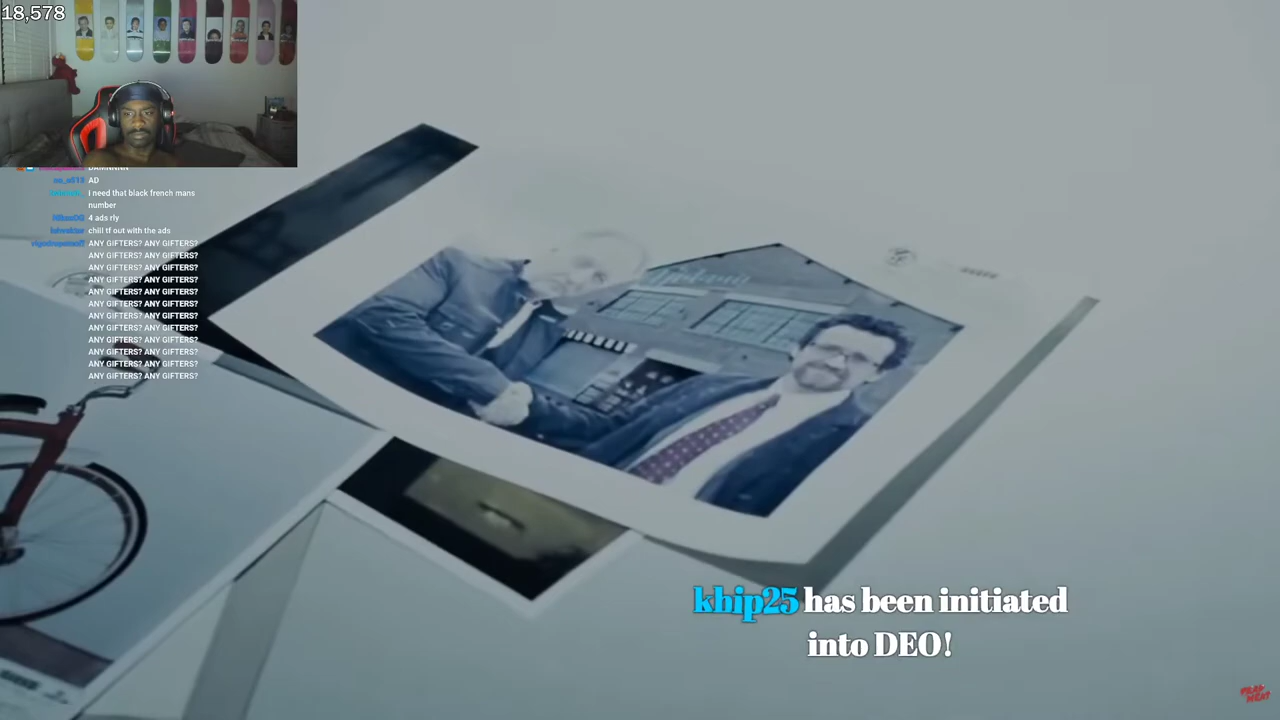 18,578
DAMNNNN
AD
I need that black french mans
number
4 ads rly
chill tf out with the ads
ANY GIFTERS? ANY GIFTERS?
ANY GIFTERS? ANY GIFTERS?
ANY GIFTERS? ANY GIFTERS?
ANY GIFTERS? ANY GIFTERS?
ANY GIFTERS? ANY GIFTERS?
ANY GIFTERS? ANY GIFTERS?
ANY GIFTERS? ANY GIFTERS?
ANY GIFTERS? ANY GIFTERS?
ANY GIFTERS? ANY GIFTERS?
ANY GIFTERS? ANY GIFTERS?
ANY GIFTERS? ANY GIFTERS?
ANY GIFTERS? ANY GIFTERS?
kbip25 has been initiated
into DEO!